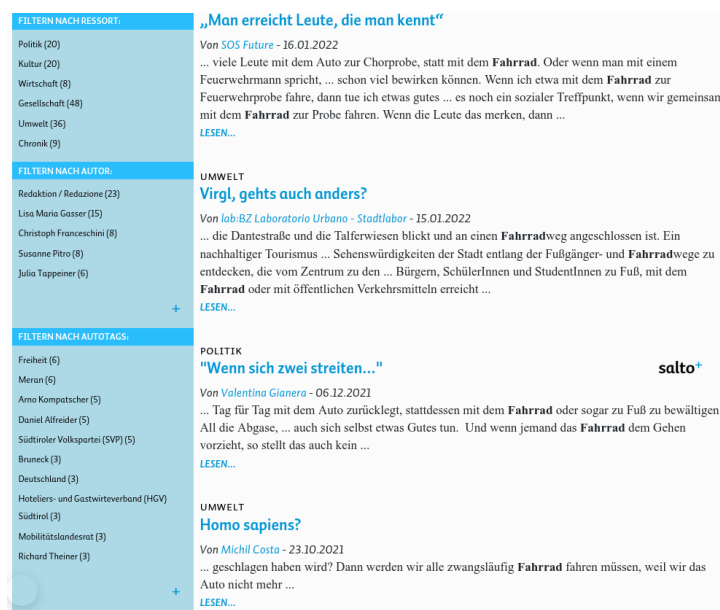 FILTERN NACH RESSORT:
Politik (20)
Kultur (20)
Wirtschaft (8)
Gesellschaft (48)
Umwelt (36)
Chronik (9)
FILTERN NACH AUTOR:
Redaktion / Redazione (23)
Lisa Maria Gasser (15)
Christoph Franceschini (8)
Susanne Pitro (8)
Julia Tappeiner (6)
+
FILTERN NACH AUTOTAGS:
Freiheit (6)
Meran (6)
Arno Kompatscher (5)
Daniel Alfreider (5)
Südtiroler Volkspartei (SVP) (5)
Bruneck (3)
Deutschland (3)
Hoteliers- und Gastwirteverband (HGV)
Südtirol (3)
Mobilitätslandesrat (3)
Richard Theiner (3)
+
„Man erreicht Leute, die man kennt“
Von SOS Future - 16.01.2022
... viele Leute mit dem Auto zur Chorprobe, statt mit dem Fahrrad. Oder wenn man mit einem
Feuerwehrmann spricht, ... schon viel bewirken können. Wenn ich etwa mit dem Fahrrad zur
Feuerwehrprobe fahre, dann tue ich etwas gutes ... es noch ein sozialer Treffpunkt, wenn wir gemeinsam
mit dem Fahrrad zur Probe fahren. Wenn die Leute das merken, dann ...
LESEN...
UMWELT
Virgl, gehts auch anders?
Von lab:BZ Laboratorio Urbano - Stadtlabor - 15.01.2022
... die Dantestraße und die Talferwiesen blickt und an einen Fahrradweg angeschlossen ist. Ein
nachhaltiger Tourismus ... Sehenswürdigkeiten der Stadt entlang der Fußgänger- und Fahrradwege zu
entdecken, die vom Zentrum zu den ... Bürgern, SchülerInnen und StudentInnen zu Fuß, mit dem
Fahrrad oder mit öffentlichen Verkehrsmitteln erreicht ...
LESEN...
POLITIK
"Wenn sich zwei streiten..."
salto+
Von Valentina Gianera - 06.12.2021
... Tag für Tag mit dem Auto zurücklegt, stattdessen mit dem Fahrrad oder sogar zu Fuß zu bewältigen
All die Abgase, ... auch sich selbst etwas Gutes tun. Und wenn jemand das Fahrrad dem Gehen
vorzieht, so stellt das auch kein ...
LESEN...
UMWELT
Homo sapiens?
Von Michil Costa - 23.10.2021
... geschlagen haben wird? Dann werden wir alle zwangsläufig Fahrrad fahren müssen, weil wir das
Auto nicht mehr ...
LESEN...